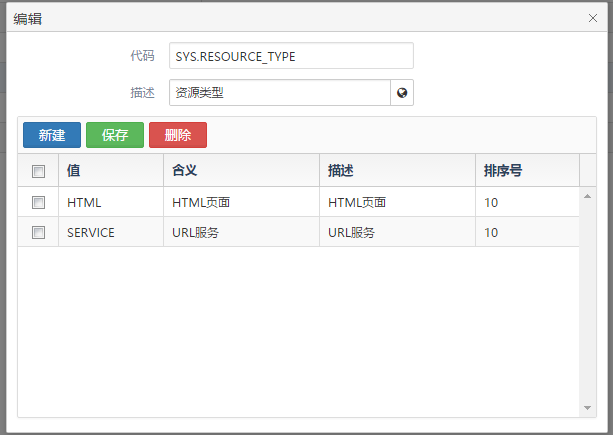 编辑
代码 SYS.RESOURCE_TYPE
描述 资源类型
新建 保存 删除
值 含义 描述 排序号
HTML HTML页面 HTML页面 10
SERVICE URL服务 URL服务 10